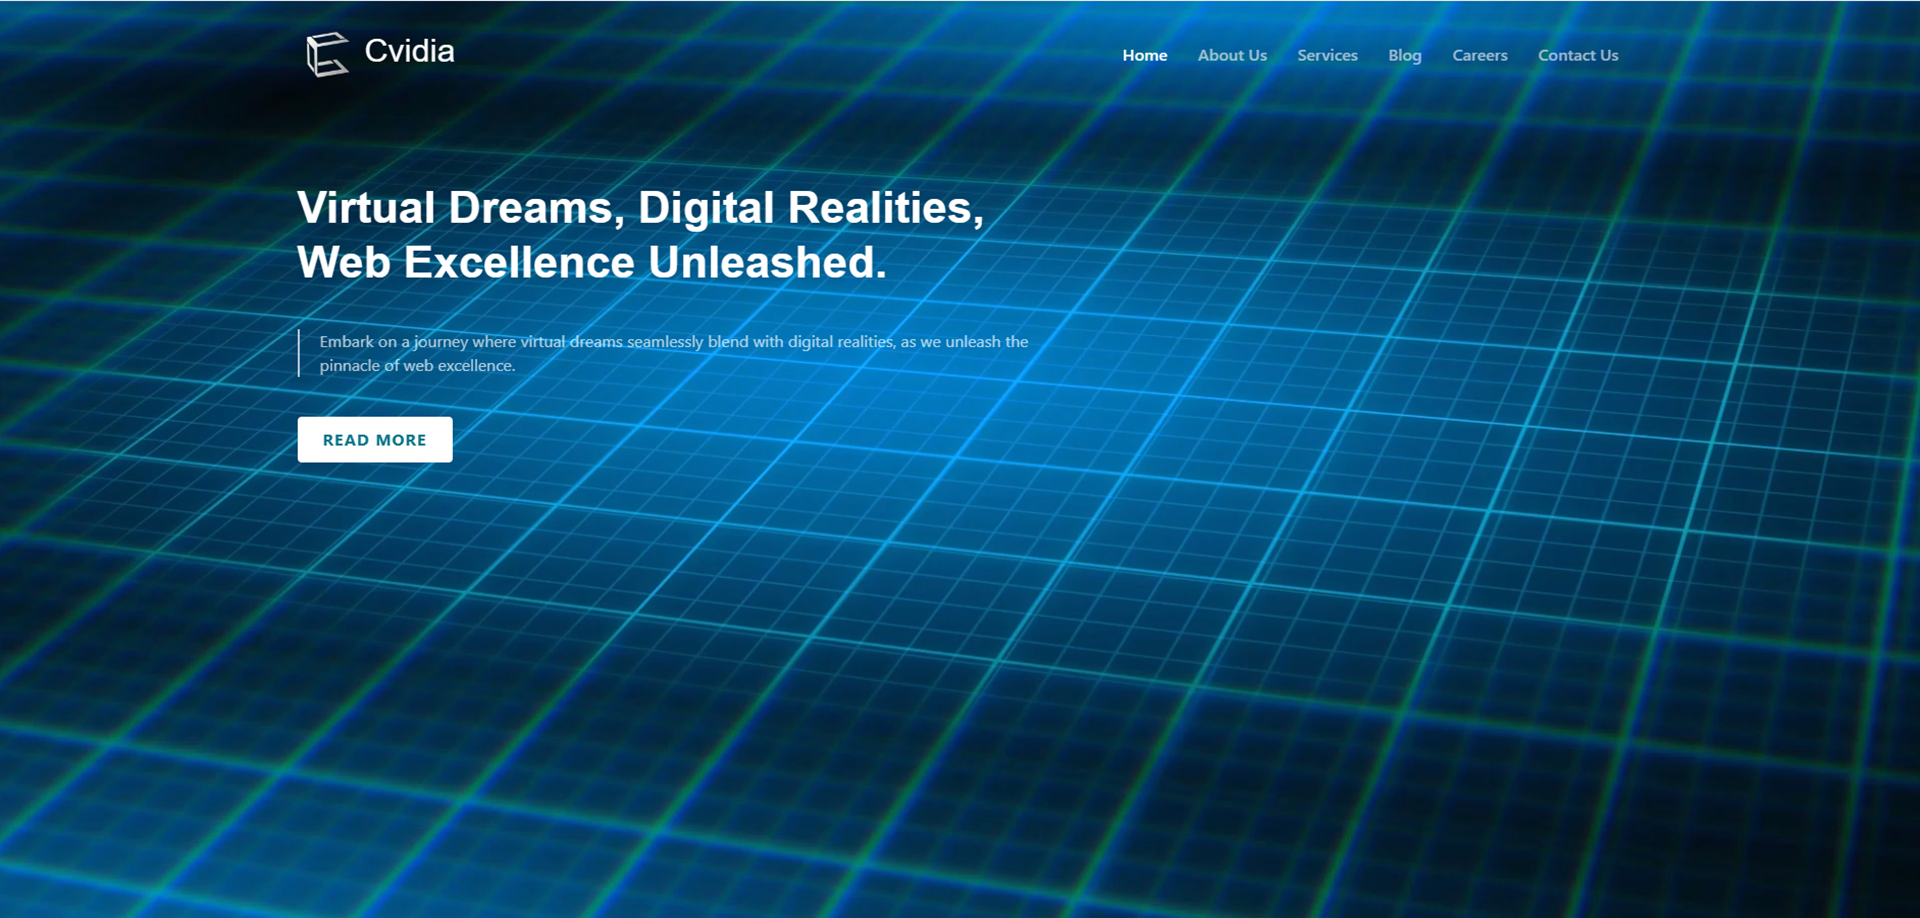 Cvidia
Home About Us Services Blog Careers Contact Us
Virtual Dreams, Digital Realities,
Web Excellence Unleashed.
Embark on a journey where virtual dreams seamlessly blend with digital realities, as we unleash the
pinnacle of web excellence.
READ MORE